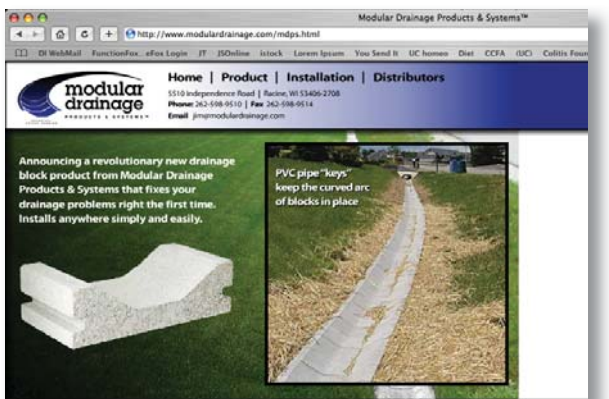 Modular Drainage Products & Systems™
http://www.modulardrainage.com/mdps.html
DI WebMail FunctionFox...eFox Login JT JSOnline istock Lorem Ipsum You Send It UC homeo Diet CCFA (UC) Colitis Foun
modular
drainage
PRODUCTS & SYSTEMS™
Home | Product | Installation | Distributors
5510 Independence Road | Racine, WI 53406-2708
Phone: 262-598-9510 | Fax 262-598-9514
Email jim@modulardrainage.com
Announcing a revolutionary new drainage
block product from Modular Drainage
Products & Systems that fixes your
drainage problems right the first time.
Installs anywhere simply and easily.
PVC pipe "keys"
keep the curved arc
of blocks in place